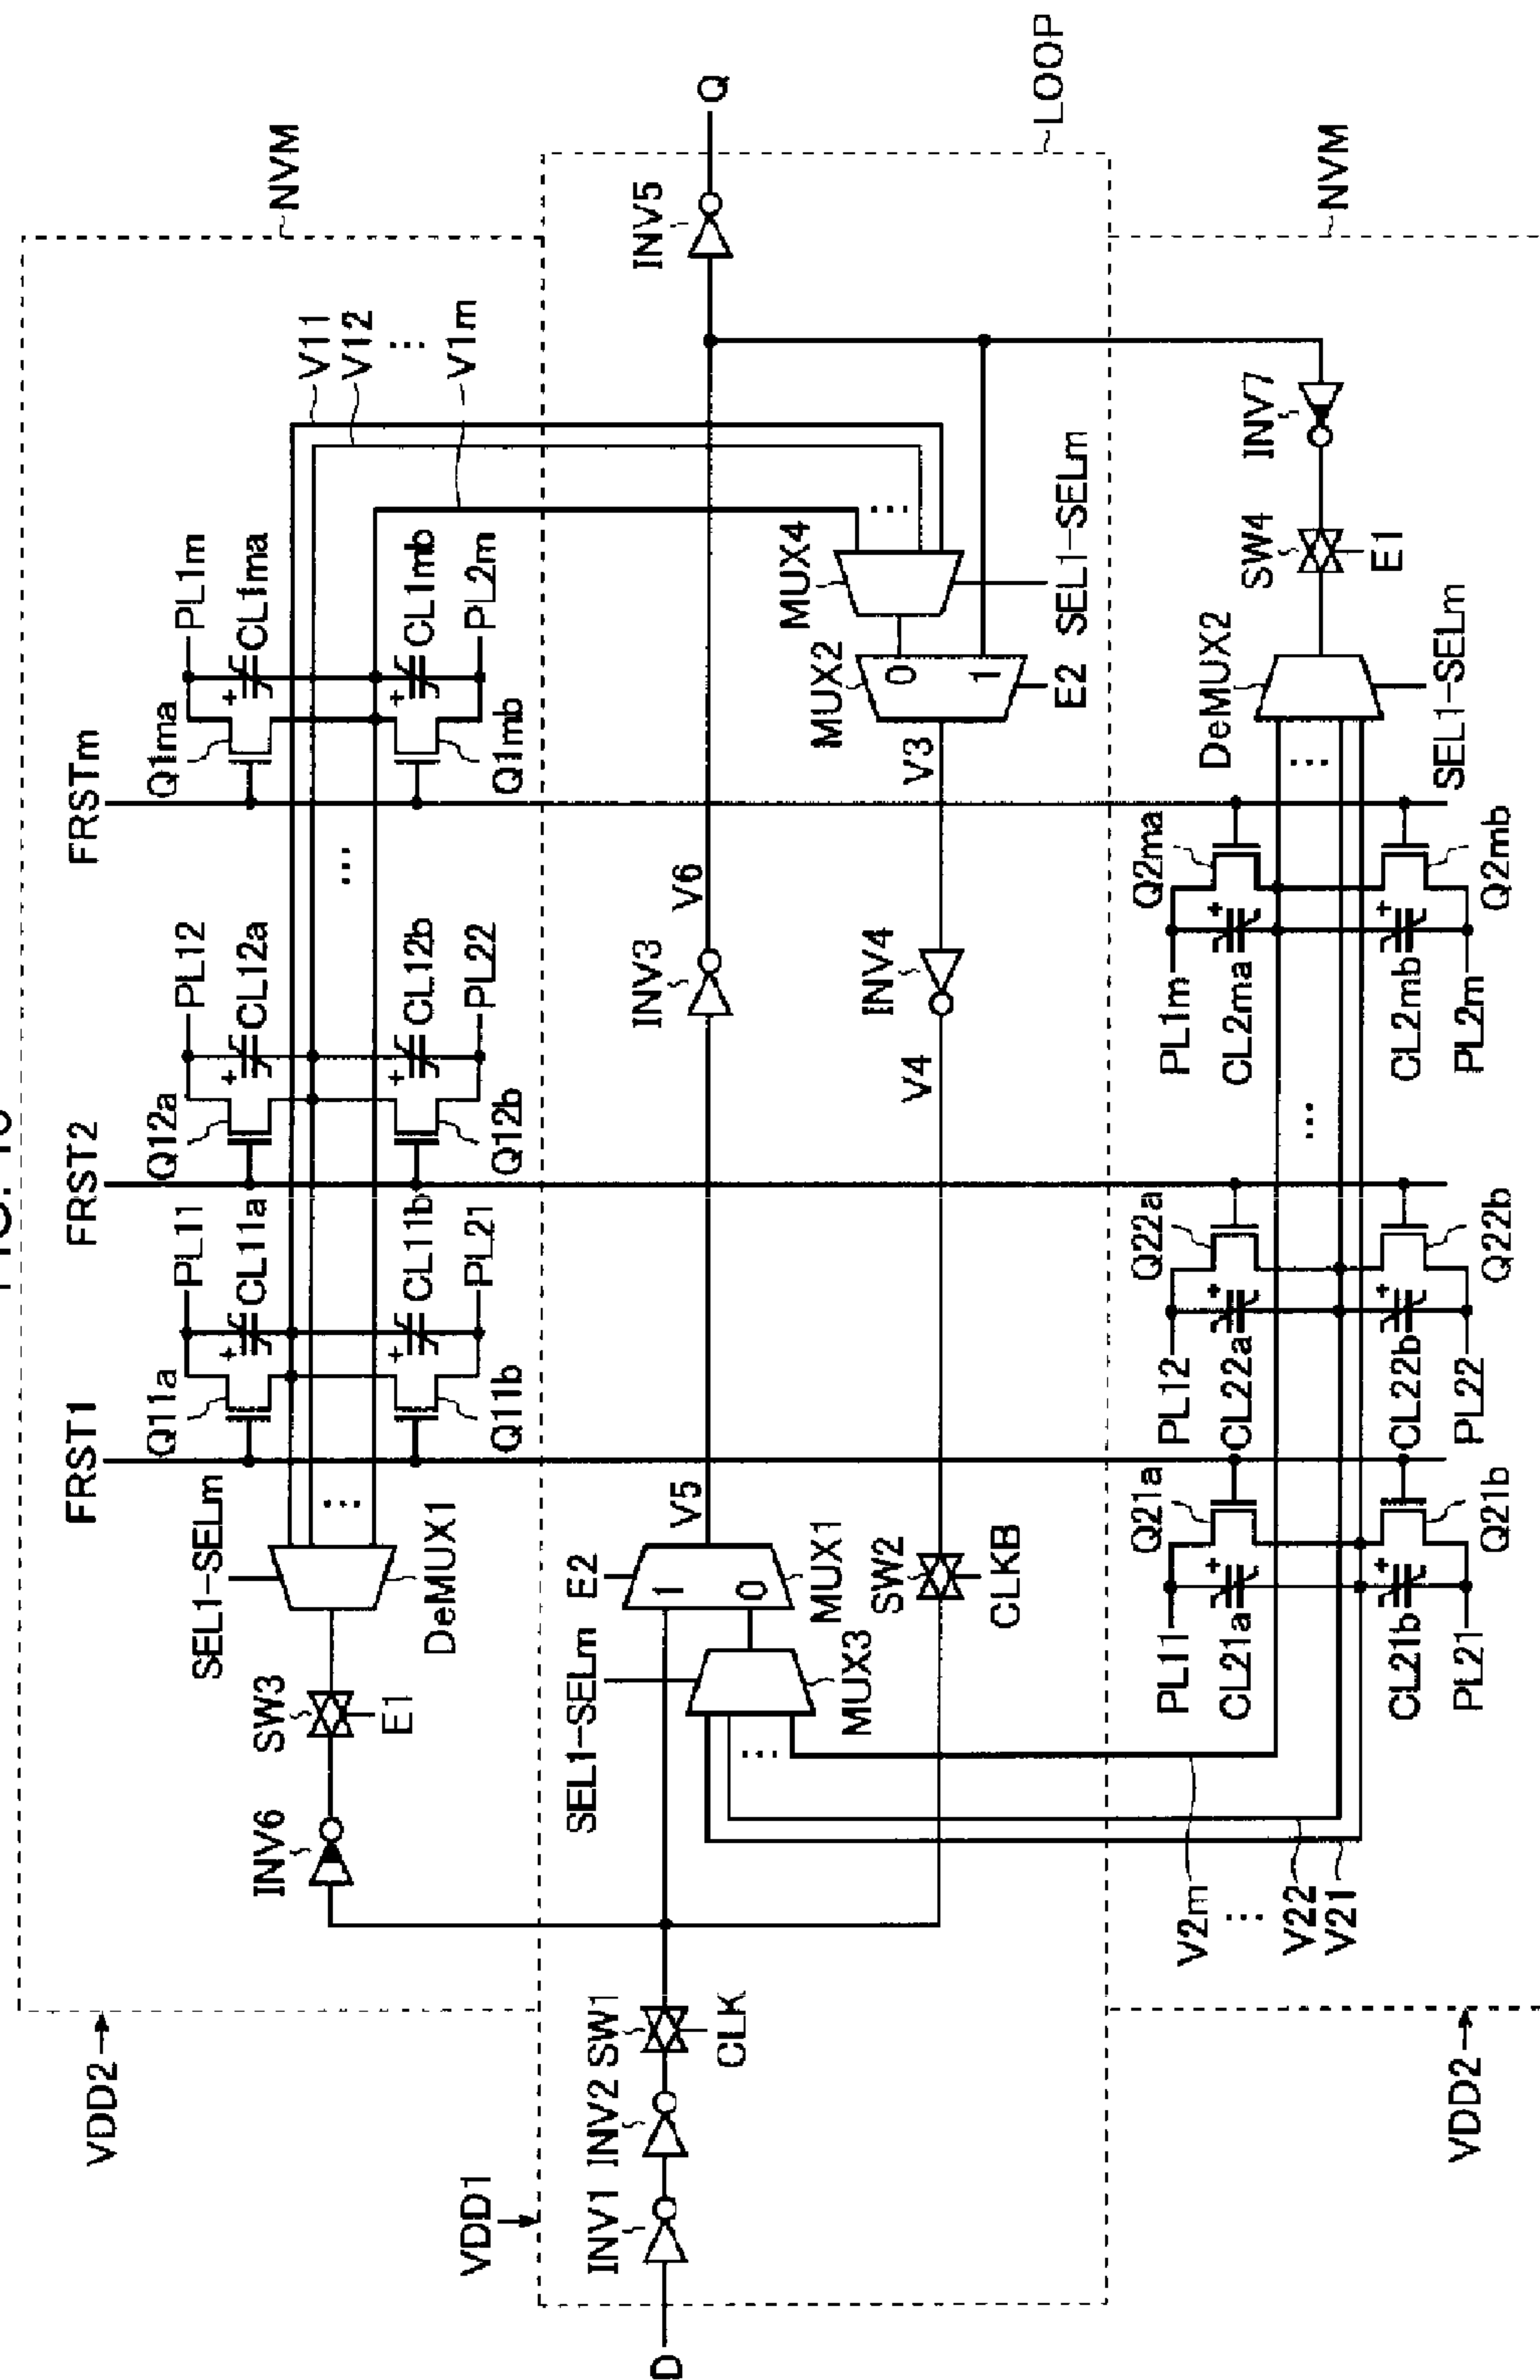 FRST1
FRST2
FRSTm
NVM
VDD2
SEL1-SELm
Q11a
PL11
CL11a
Q12a
PL12
CL12a
Q1ma
PL1m
CL1ma
V11
V12
V1m
INV6
SW3
E1
DeMUX1
CL11b
Q11b
PL21
CL12b
Q12b
PL22
CL1mb
Q1mb
PL2m
VDD1
D
INV1
INV2
SW1
CLK
SEL1-SELm
E2
1
0
MUX3
MUX1
V5
INV3
V6
INV5
Q
MUX4
MUX2
0
1
V3
E2
SEL1-SELm
INV4
V4
SW2
CLKB
LOOP
V2m
V22
V21
PL11
CL21a
Q21a
PL12
CL22a
Q22a
PL1m
CL2ma
Q2ma
DeMUX2
SW4
E1
INV7
NVM
CL21b
PL21
Q21b
CL22b
PL22
Q22b
CL2mb
PL2m
Q2mb
SEL1-SELm
VDD2